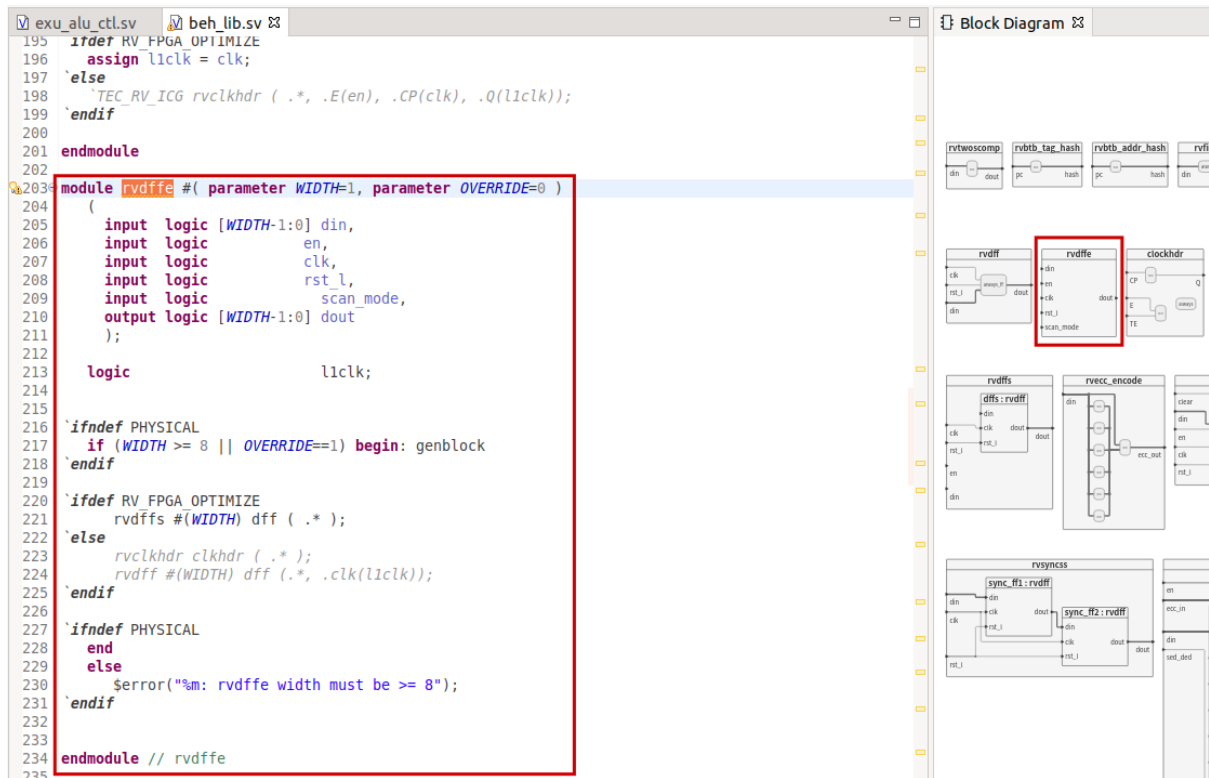 exu_alu_ctl.sv
beh_lib.sv
195 `ifdef RV_FPGA_OPTIMIZE
196 assign l1clk = clk;
197 `else
198 `TEC_RV_ICG rvclkhdr ( .*, .E(en), .CP(clk), .Q(l1clk));
199 `endif
200
201 endmodule
202
203 module rvdffe #( parameter WIDTH=1, parameter OVERRIDE=0 )
204 (
205 input logic [WIDTH-1:0] din,
206 input logic en,
207 input logic clk,
208 input logic rst_l,
209 input logic scan_mode,
210 output logic [WIDTH-1:0] dout
211 );
212
213 logic l1clk;
214
215
216 `ifndef PHYSICAL
217 if (WIDTH >= 8 || OVERRIDE==1) begin: genblock
218 `endif
219
220 `ifdef RV_FPGA_OPTIMIZE
221 rvdffs #(WIDTH) dff ( .* );
222 `else
223 rvclkhdr clkhdr ( .* );
224 rvdff #(WIDTH) dff (.*, .clk(l1clk));
225 `endif
226
227 `ifndef PHYSICAL
228 end
229 else
230 $error("%m: rvdffe width must be >= 8");
231 `endif
232
233
234 endmodule // rvdffe
235
Block Diagram
rvtwoscomp
din
dout
rvbtb_tag_hash
pc
hash
rvbtb_addr_hash
pc
hash
rvfi
din
rvdff
clk
rst_l
din
always_ff
dout
rvdffe
din
en
clk
dout
rst_l
scan_mode
clockhdr
CP
Q
E
always
TE
rvdffs
dffs : rvdff
din
clk
dout
rst_l
clk
dout
rst_l
en
din
rvecc_encode
din
ecc_out
clear
din
en
clk
rst_l
rvsyncss
sync_ff1 : rvdff
din
din
clk
dout
clk
rst_l
sync_ff2 : rvdff
din
clk
dout
rst_l
dout
rst_l
en
ecc_in
din
sed_ded